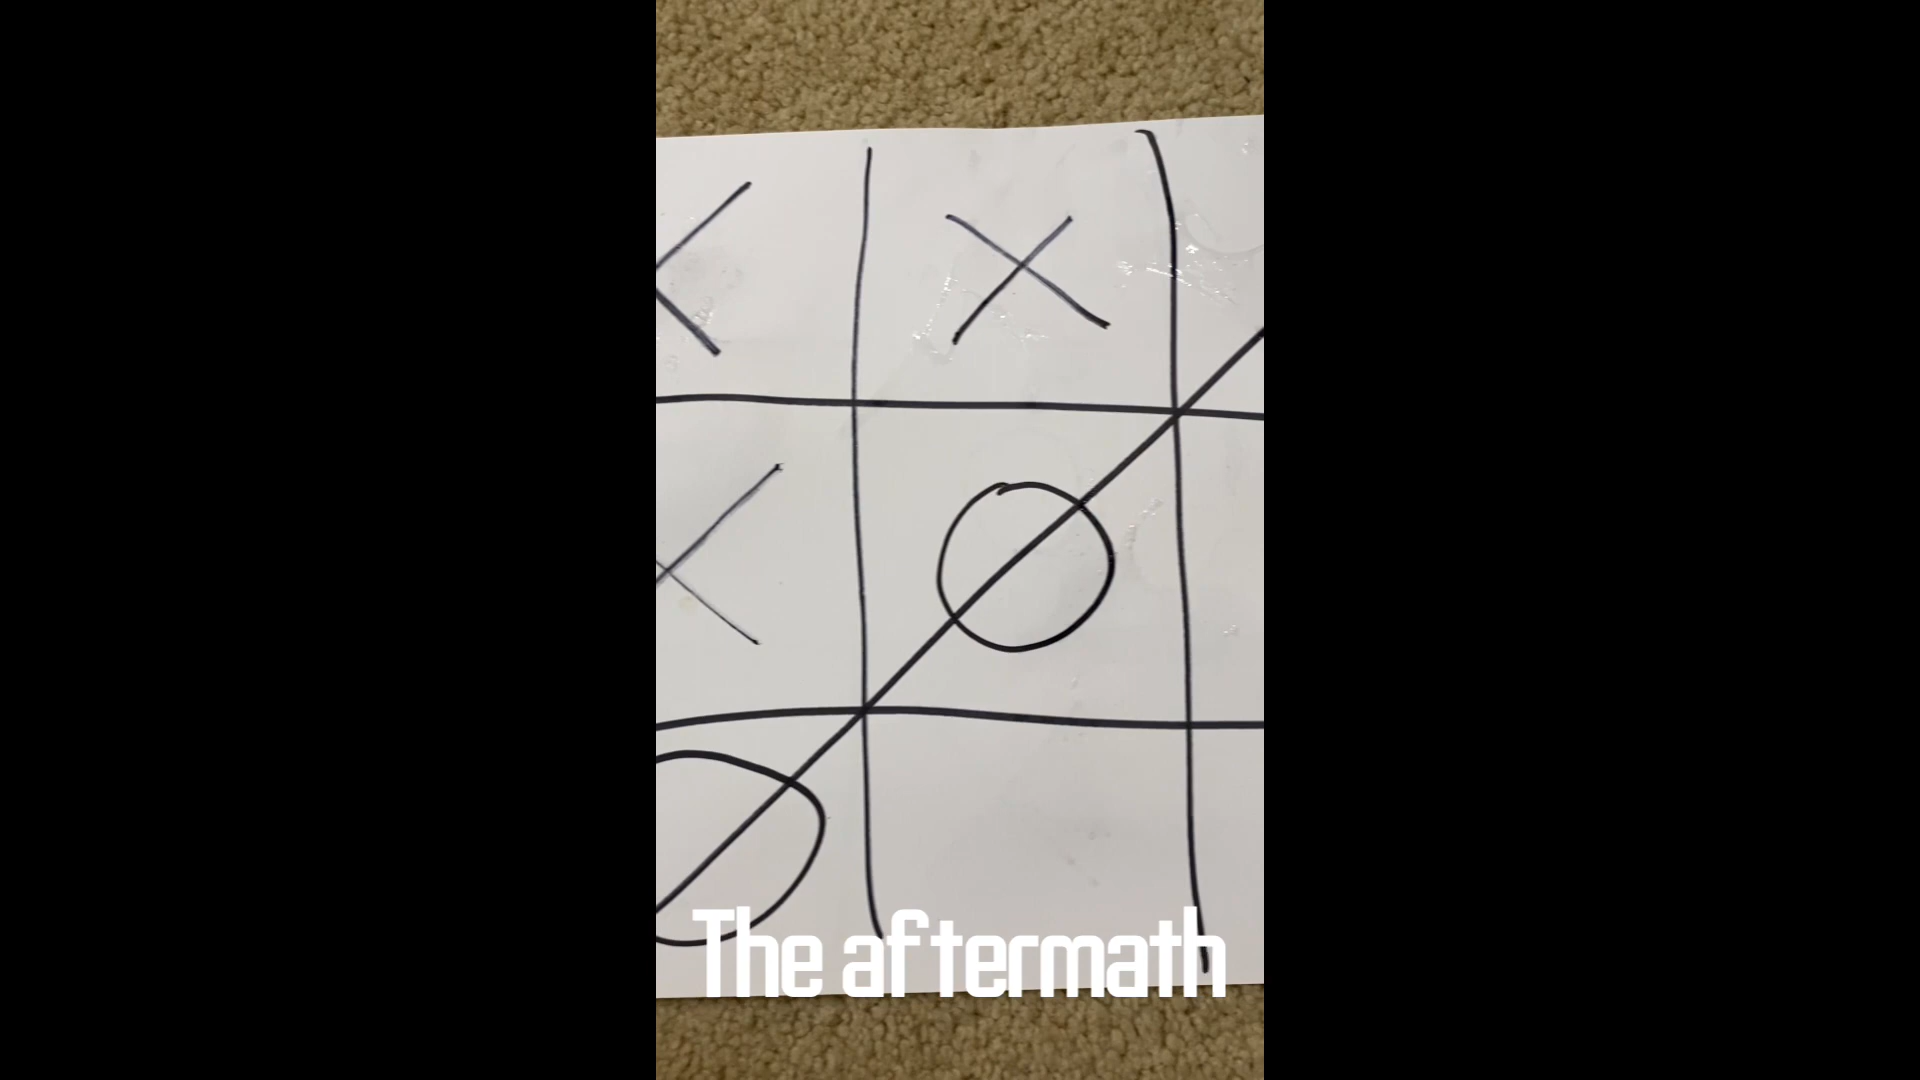 X X
X O
O
The aftermath